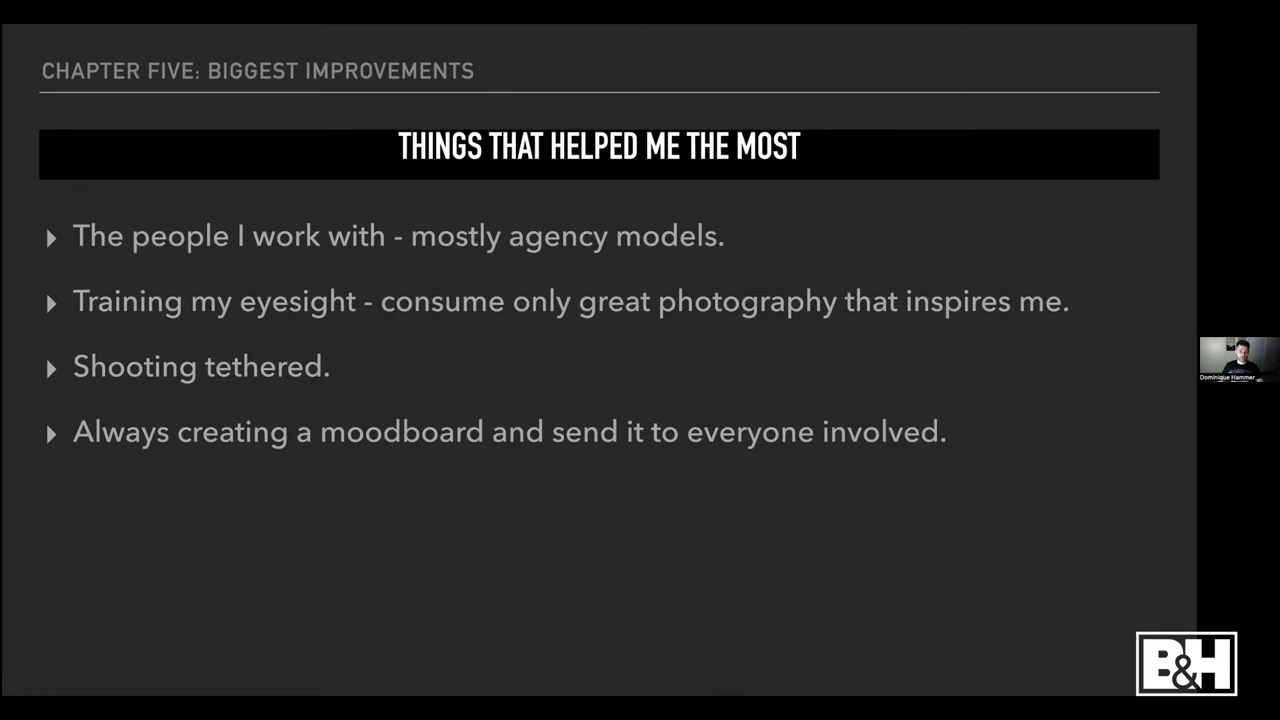 CHAPTER FIVE: BIGGEST IMPROVEMENTS
THINGS THAT HELPED ME THE MOST
The people I work with - mostly agency models.
Training my eyesight - consume only great photography that inspires me.
Shooting tethered.
Always creating a moodboard and send it to everyone involved.
Dominique Hammer
B&H